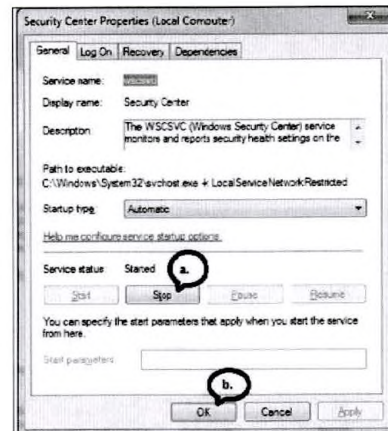 Security Center Properties (Local Computer)
General Log On Recovery Dependencies
Service name:
Display name: Security Center
Description: The WSCSVC (Windows Security Center) service
monitors and reports security health settings on the
Path to executable:
C:\Windows\System32\svchost.exe -k LocalServiceNetworkRestricted
Startup type: Automatic
Help me configure service startup options.
Service status: Started a.
Start Stop Pause Resume
You can specify the start parameters that apply when you start the service
from here.
Start parameters:
b.
OK Cancel Apply